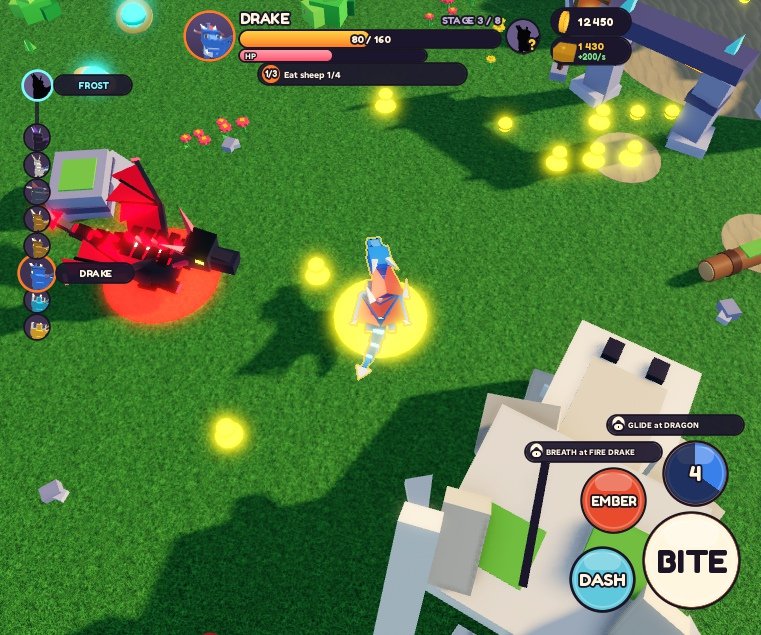 DRAKE
STAGE 3 / 8
80 / 160
HP
1/3 Eat sheep 1/4
?
12 450
1 430
+200/s
FROST
DRAKE
GLIDE at DRAGON
BREATH at FIRE DRAKE
4
EMBER
DASH
BITE